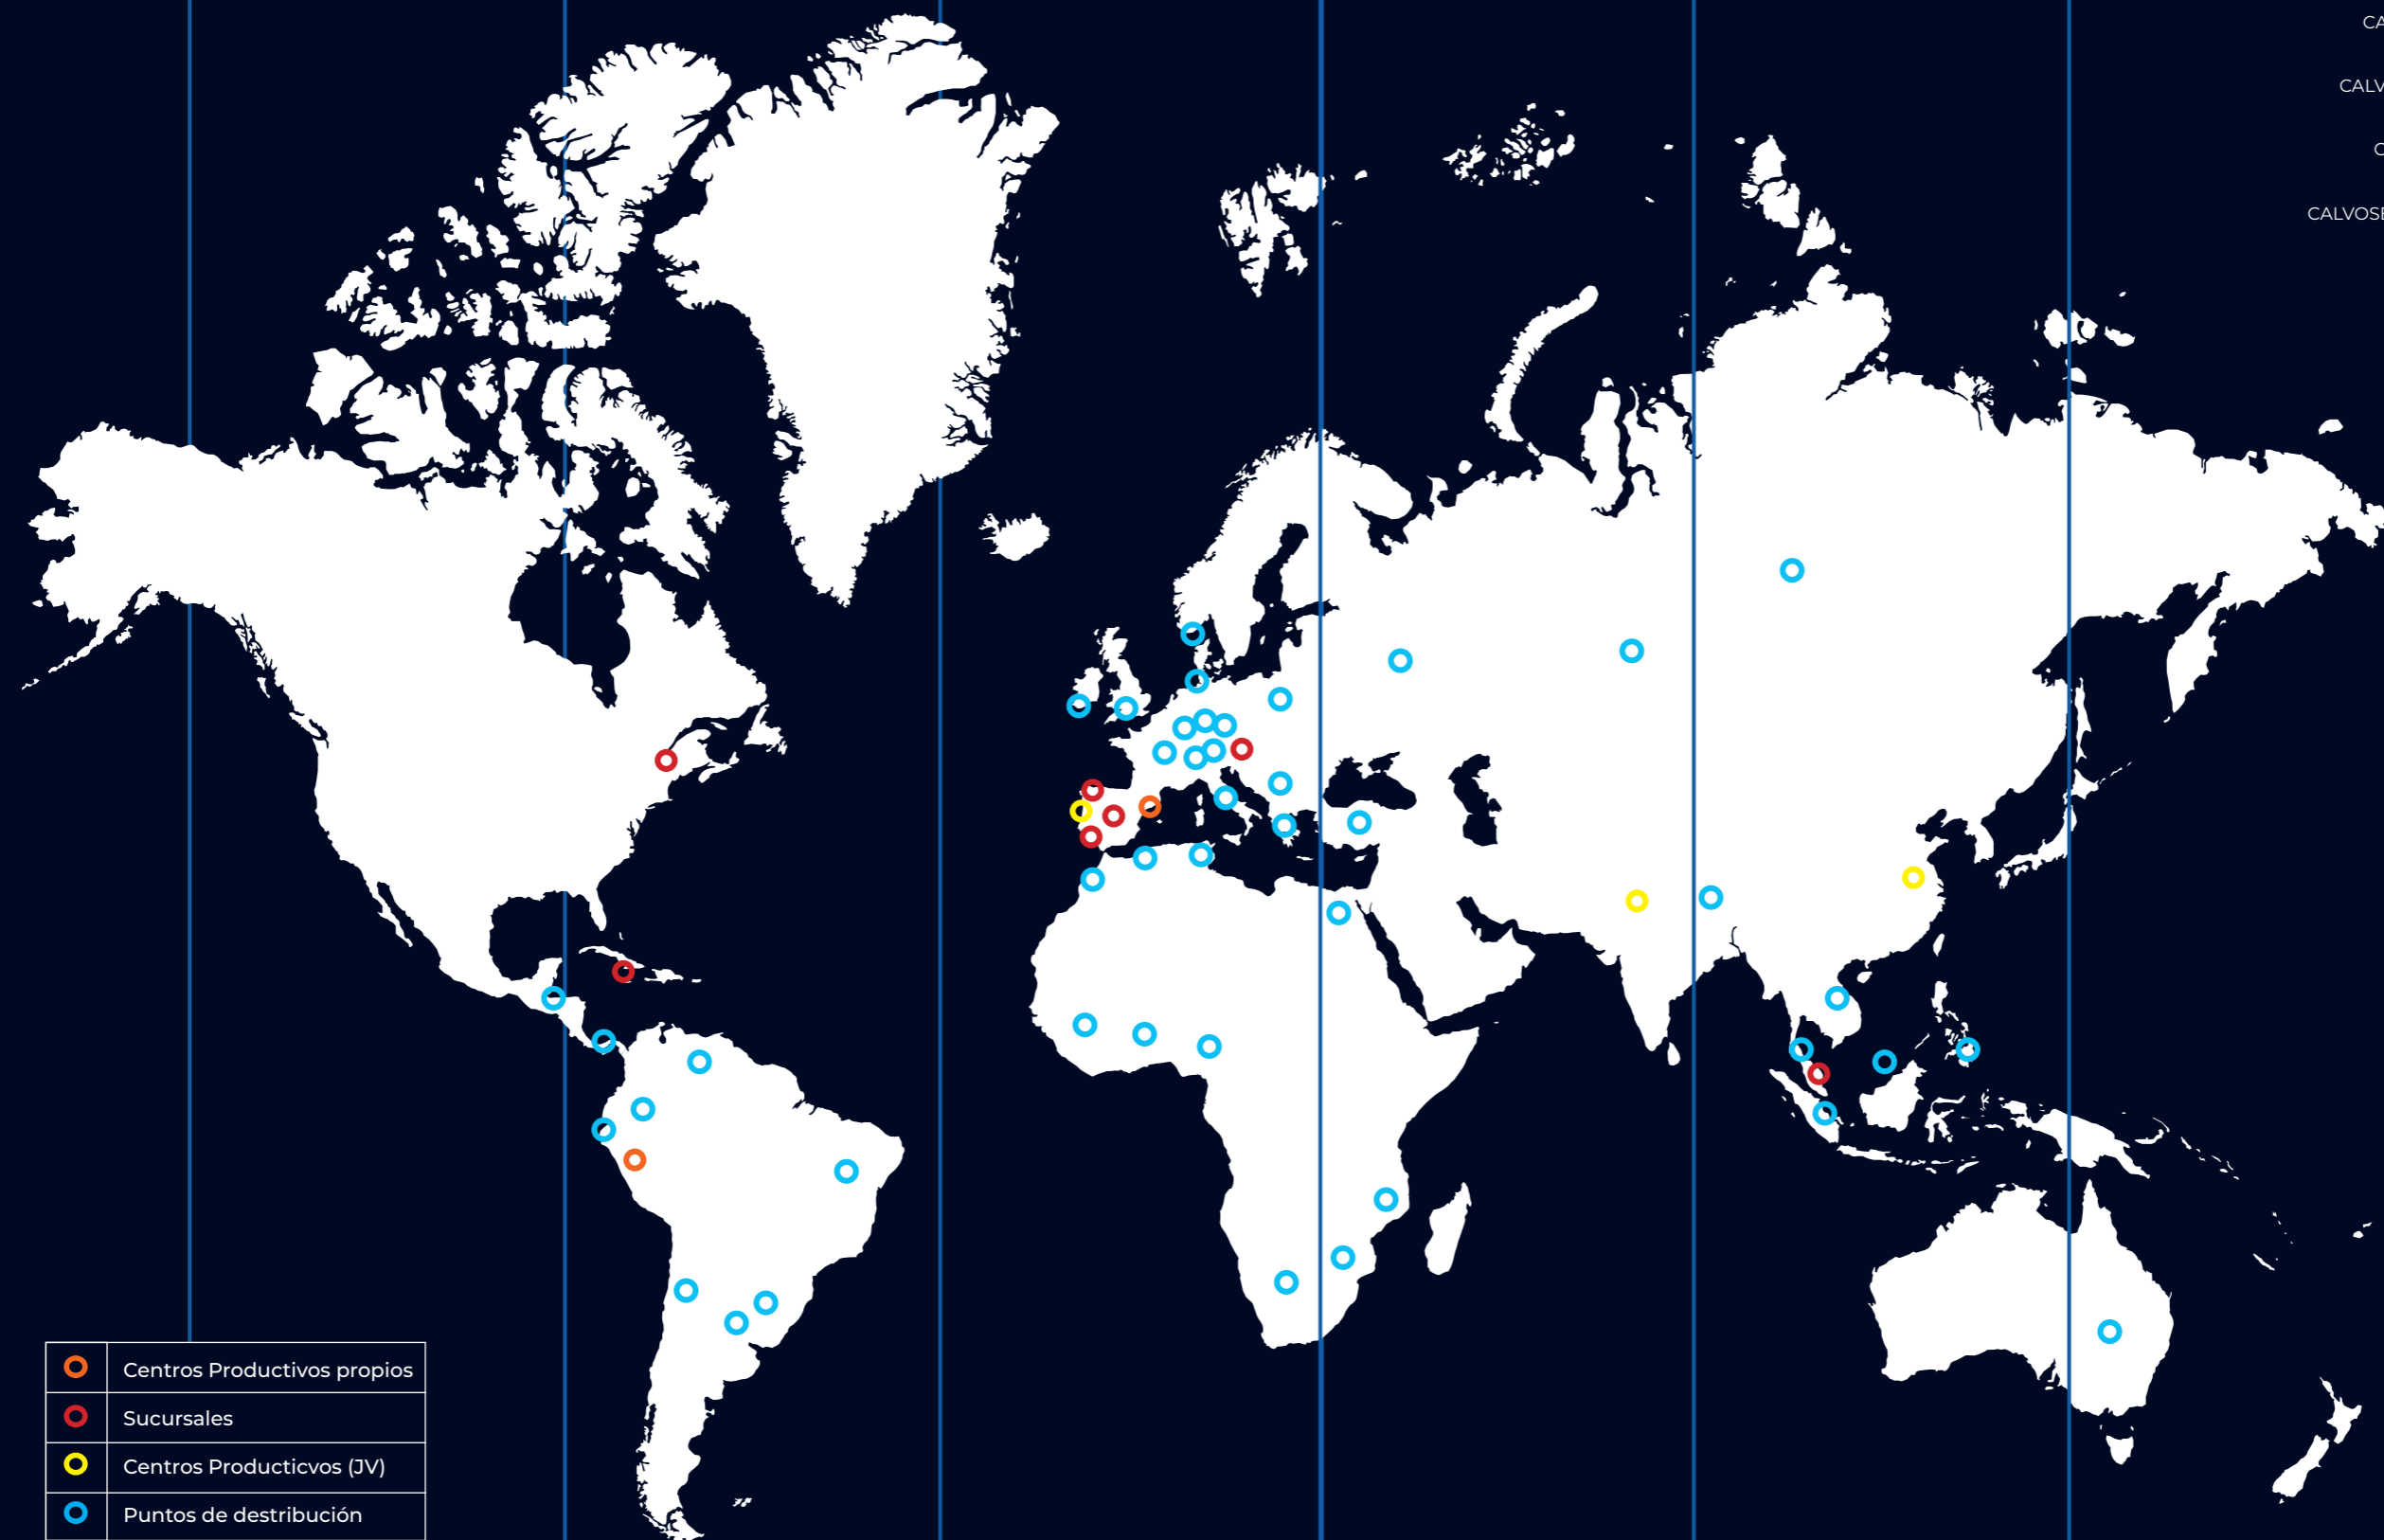 Centros Productivos propios
Sucursales
Centros Producticvos (JV)
Puntos de destribución